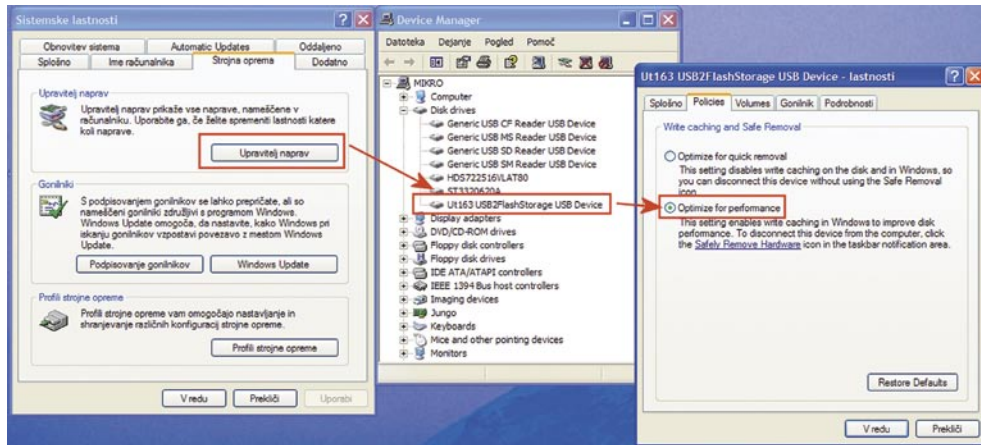 Sistemske lastnosti
Obnovitev sistema
Automatic Updates
Oddaljeno
Splošno
Ime računalnika
Strojna oprema
Dodatno
Upravitelj naprav
Upravitelj naprav prikaže vse naprave, nameščene v
računalniku. Uporabite ga, če želite spremeniti lastnosti katere
koli naprave.
Upravitelj naprav
Gonilniki
S podpisovanjem gonilnikov se lahko prepričate, ali so
nameščeni gonilniki združljivi s programom Windows.
Windows Update omogoča, da nastavite, kako Windows pri
iskanju gonilnikov vzpostavi povezavo z mestom Windows
Update.
Podpisovanje gonilnikov
Windows Update
Profili strojne opreme
Profili strojne opreme vam omogočajo nastavljanje in
shranjevanje različnih konfiguracij strojne opreme.
Profili strojne opreme
V redu
Prekliči
Uporabi
Device Manager
Datoteka Dejanje Pogled Pomoč
MIKRO
Computer
Disk drives
Generic USB CF Reader USB Device
Generic USB MS Reader USB Device
Generic USB SD Reader USB Device
Generic USB SM Reader USB Device
HDS722516VLAT80
ST3320620A
Ut163 USB2FlashStorage USB Device
Display adapters
DVD/CD-ROM drives
Floppy disk controllers
Floppy disk drives
IDE ATA/ATAPI controllers
IEEE 1394 Bus host controllers
Imaging devices
Jungo
Keyboards
Mice and other pointing devices
Monitors
Ut163 USB2FlashStorage USB Device - lastnosti
Splošno
Policies
Volumes
Gonilnik
Podrobnosti
Write caching and Safe Removal
Optimize for quick removal
This setting disables write caching on the disk and in Windows, so
you can disconnect this device without using the Safe Removal
icon.
Optimize for performance
This setting enables write caching in Windows to improve disk
performance. To disconnect this device from the computer, click
the Safely Remove Hardware icon in the taskbar notification area.
Restore Defaults
V redu
Prekliči